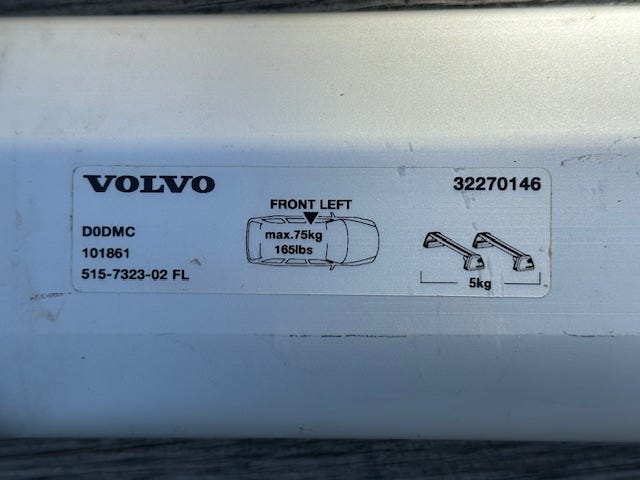 VOLVO
32270146
FRONT LEFT
D0DMC
101861
515-7323-02 FL
max.75kg
165lbs
5kg